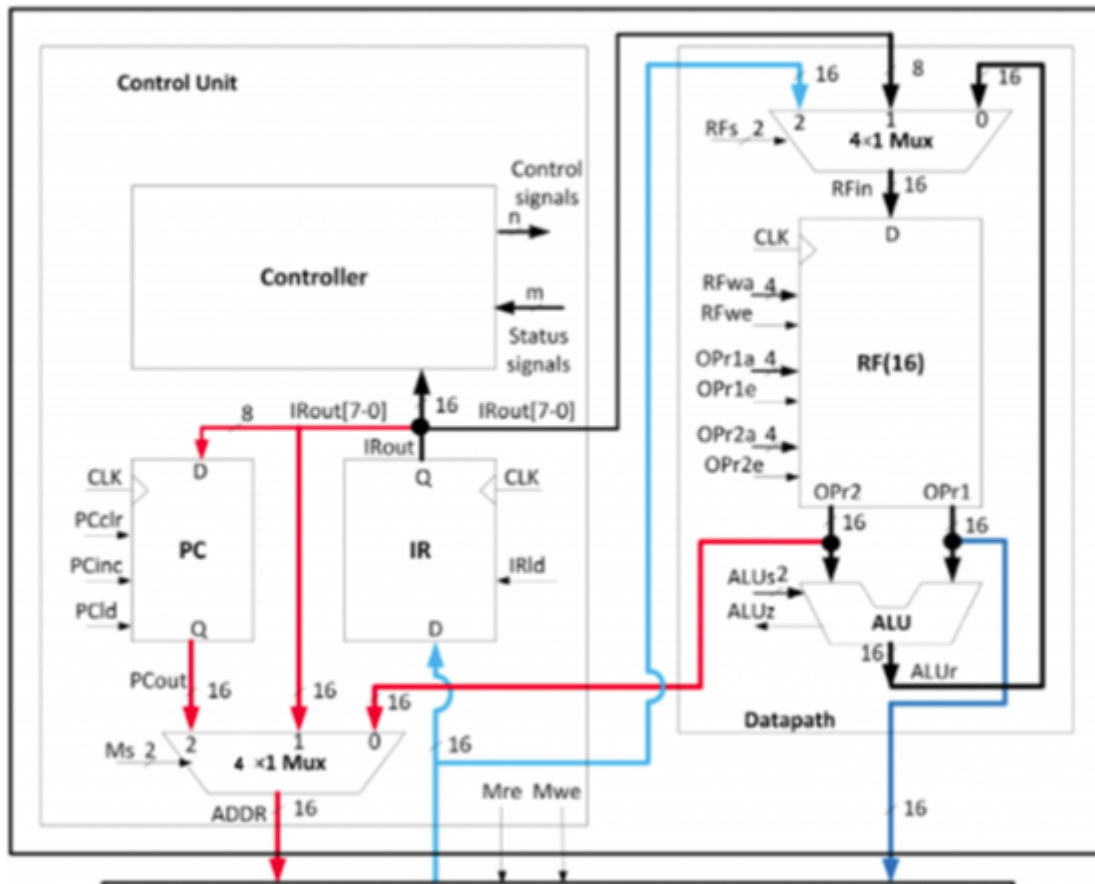 Control Unit
Control
signals
n
Controller
m
Status
signals
8
IRout[7-0]
16
IRout[7-0]
IRout
CLK
D
PCclr
PC
PCinc
PCld
Q
Q
CLK
IR
IRld
D
PCout
16
16
16
2
1
0
Ms
2
4 ×1 Mux
ADDR
16
16
Mre
Mwe
16
8
16
RFs
2
2
1
0
4×1 Mux
RFin
16
CLK
D
RFwa
4
RFwe
RF(16)
OPr1a
4
OPr1e
OPr2a
4
OPr2e
OPr2
OPr1
16
16
ALUs
2
ALUz
ALU
16
ALUr
Datapath
16